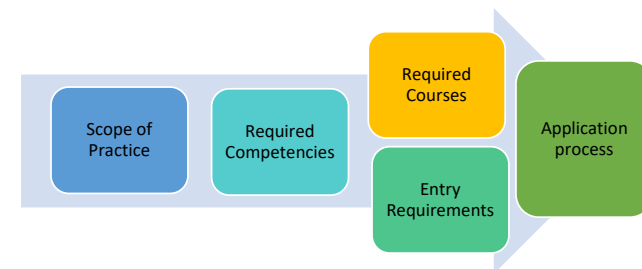 Scope of
Practice
Required
Competencies
Required
Courses
Entry
Requirements
Application
process